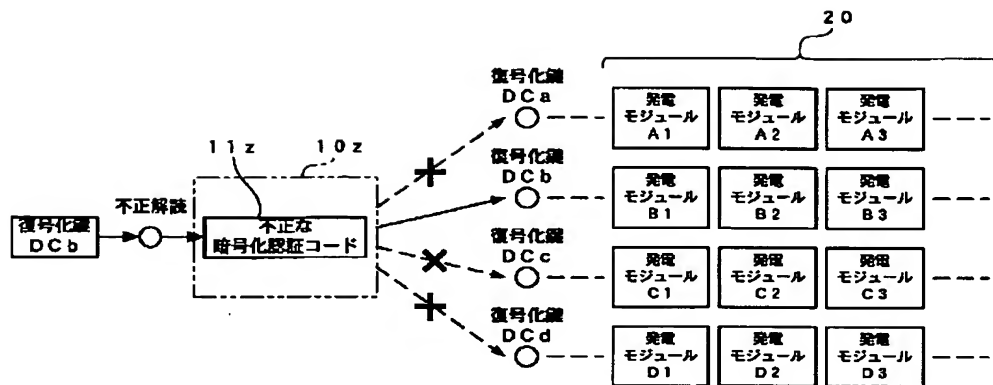 20
復号化鍵
DCa
発電
モジュール
A1
発電
モジュール
A2
発電
モジュール
A3
11z
10z
復号化鍵
DCb
発電
モジュール
B1
発電
モジュール
B2
発電
モジュール
B3
復号化鍵
DCb
不正解読
不正な
暗号化認証コード
復号化鍵
DCc
発電
モジュール
C1
発電
モジュール
C2
発電
モジュール
C3
復号化鍵
DCd
発電
モジュール
D1
発電
モジュール
D2
発電
モジュール
D3